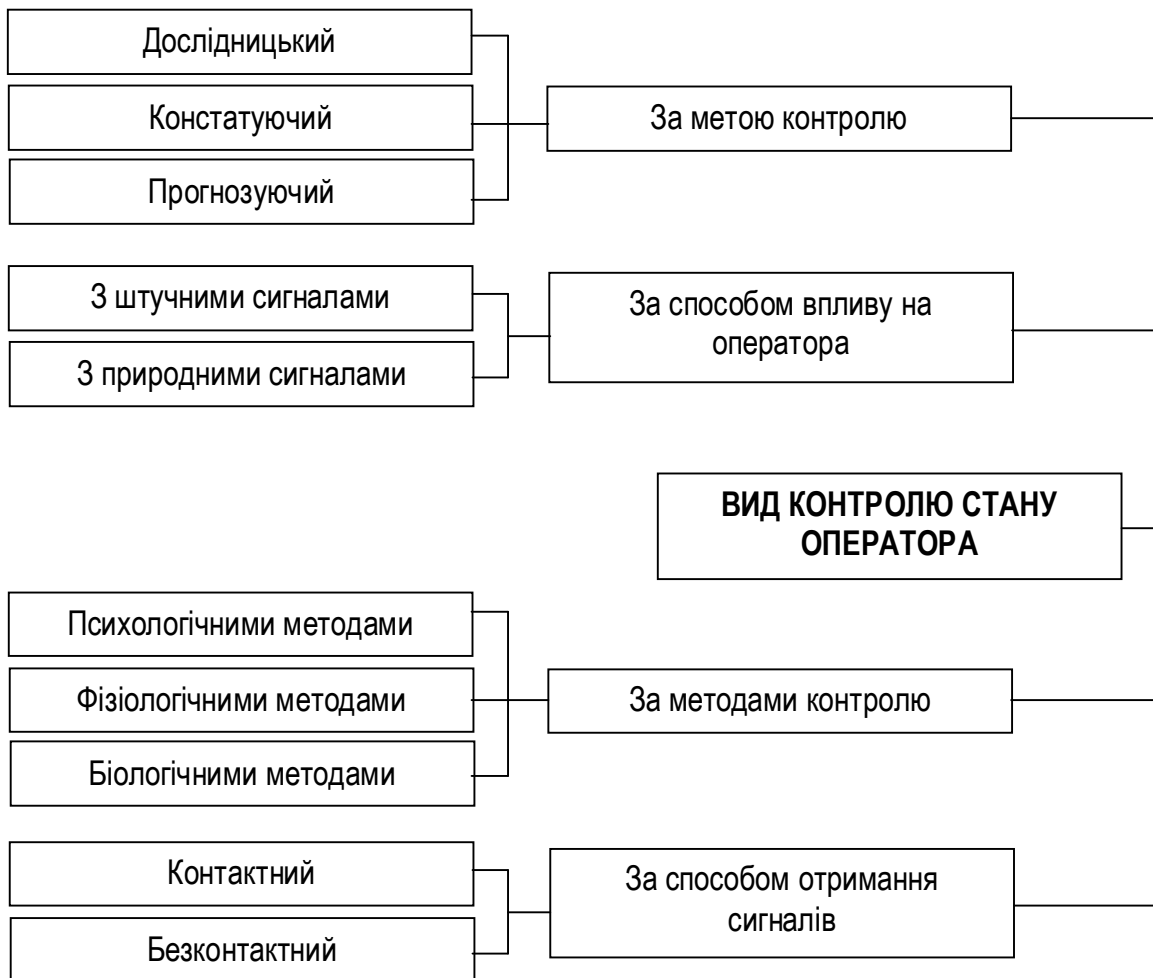 Дослідницький
Констатуючий
Прогнозуючий
За метою контролю
З штучними сигналами
З природними сигналами
За способом впливу на
оператора
ВИД КОНТРОЛЮ СТАНУ
ОПЕРАТОРА
Психологічними методами
Фізіологічними методами
Біологічними методами
За методами контролю
Контактний
Безконтактний
За способом отримання
сигналів